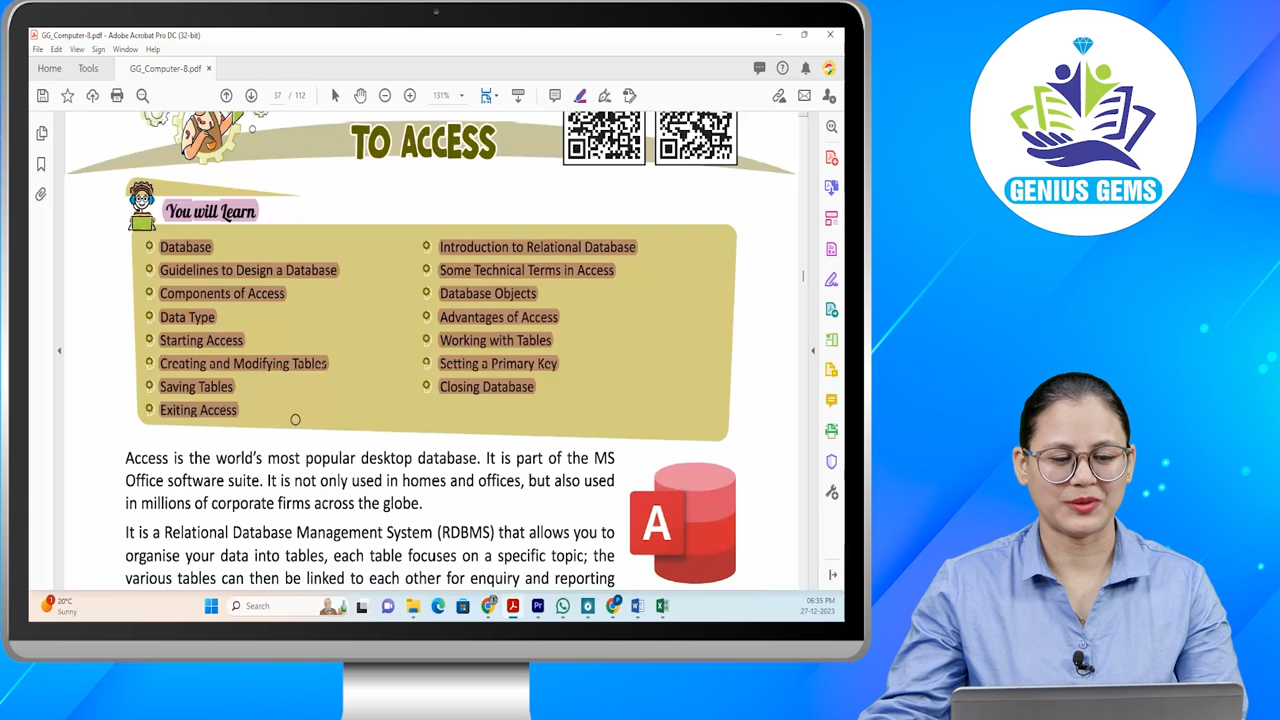 GG_Computer-8.pdf - Adobe Acrobat Pro DC (32-bit)
File Edit View Sign Window Help
Home Tools GG_Computer-8.pdf ×
37 / 112 131%
TO ACCESS
You will Learn
Database
Guidelines to Design a Database
Components of Access
Data Type
Starting Access
Creating and Modifying Tables
Saving Tables
Exiting Access
Introduction to Relational Database
Some Technical Terms in Access
Database Objects
Advantages of Access
Working with Tables
Setting a Primary Key
Closing Database
Access is the world's most popular desktop database. It is part of the MS
Office software suite. It is not only used in homes and offices, but also used
in millions of corporate firms across the globe.
It is a Relational Database Management System (RDBMS) that allows you to
organise your data into tables, each table focuses on a specific topic; the
various tables can then be linked to each other for enquiry and reporting
A
1
20°C
Sunny
Search
06:35 PM
27-12-2023
GENIUS GEMS